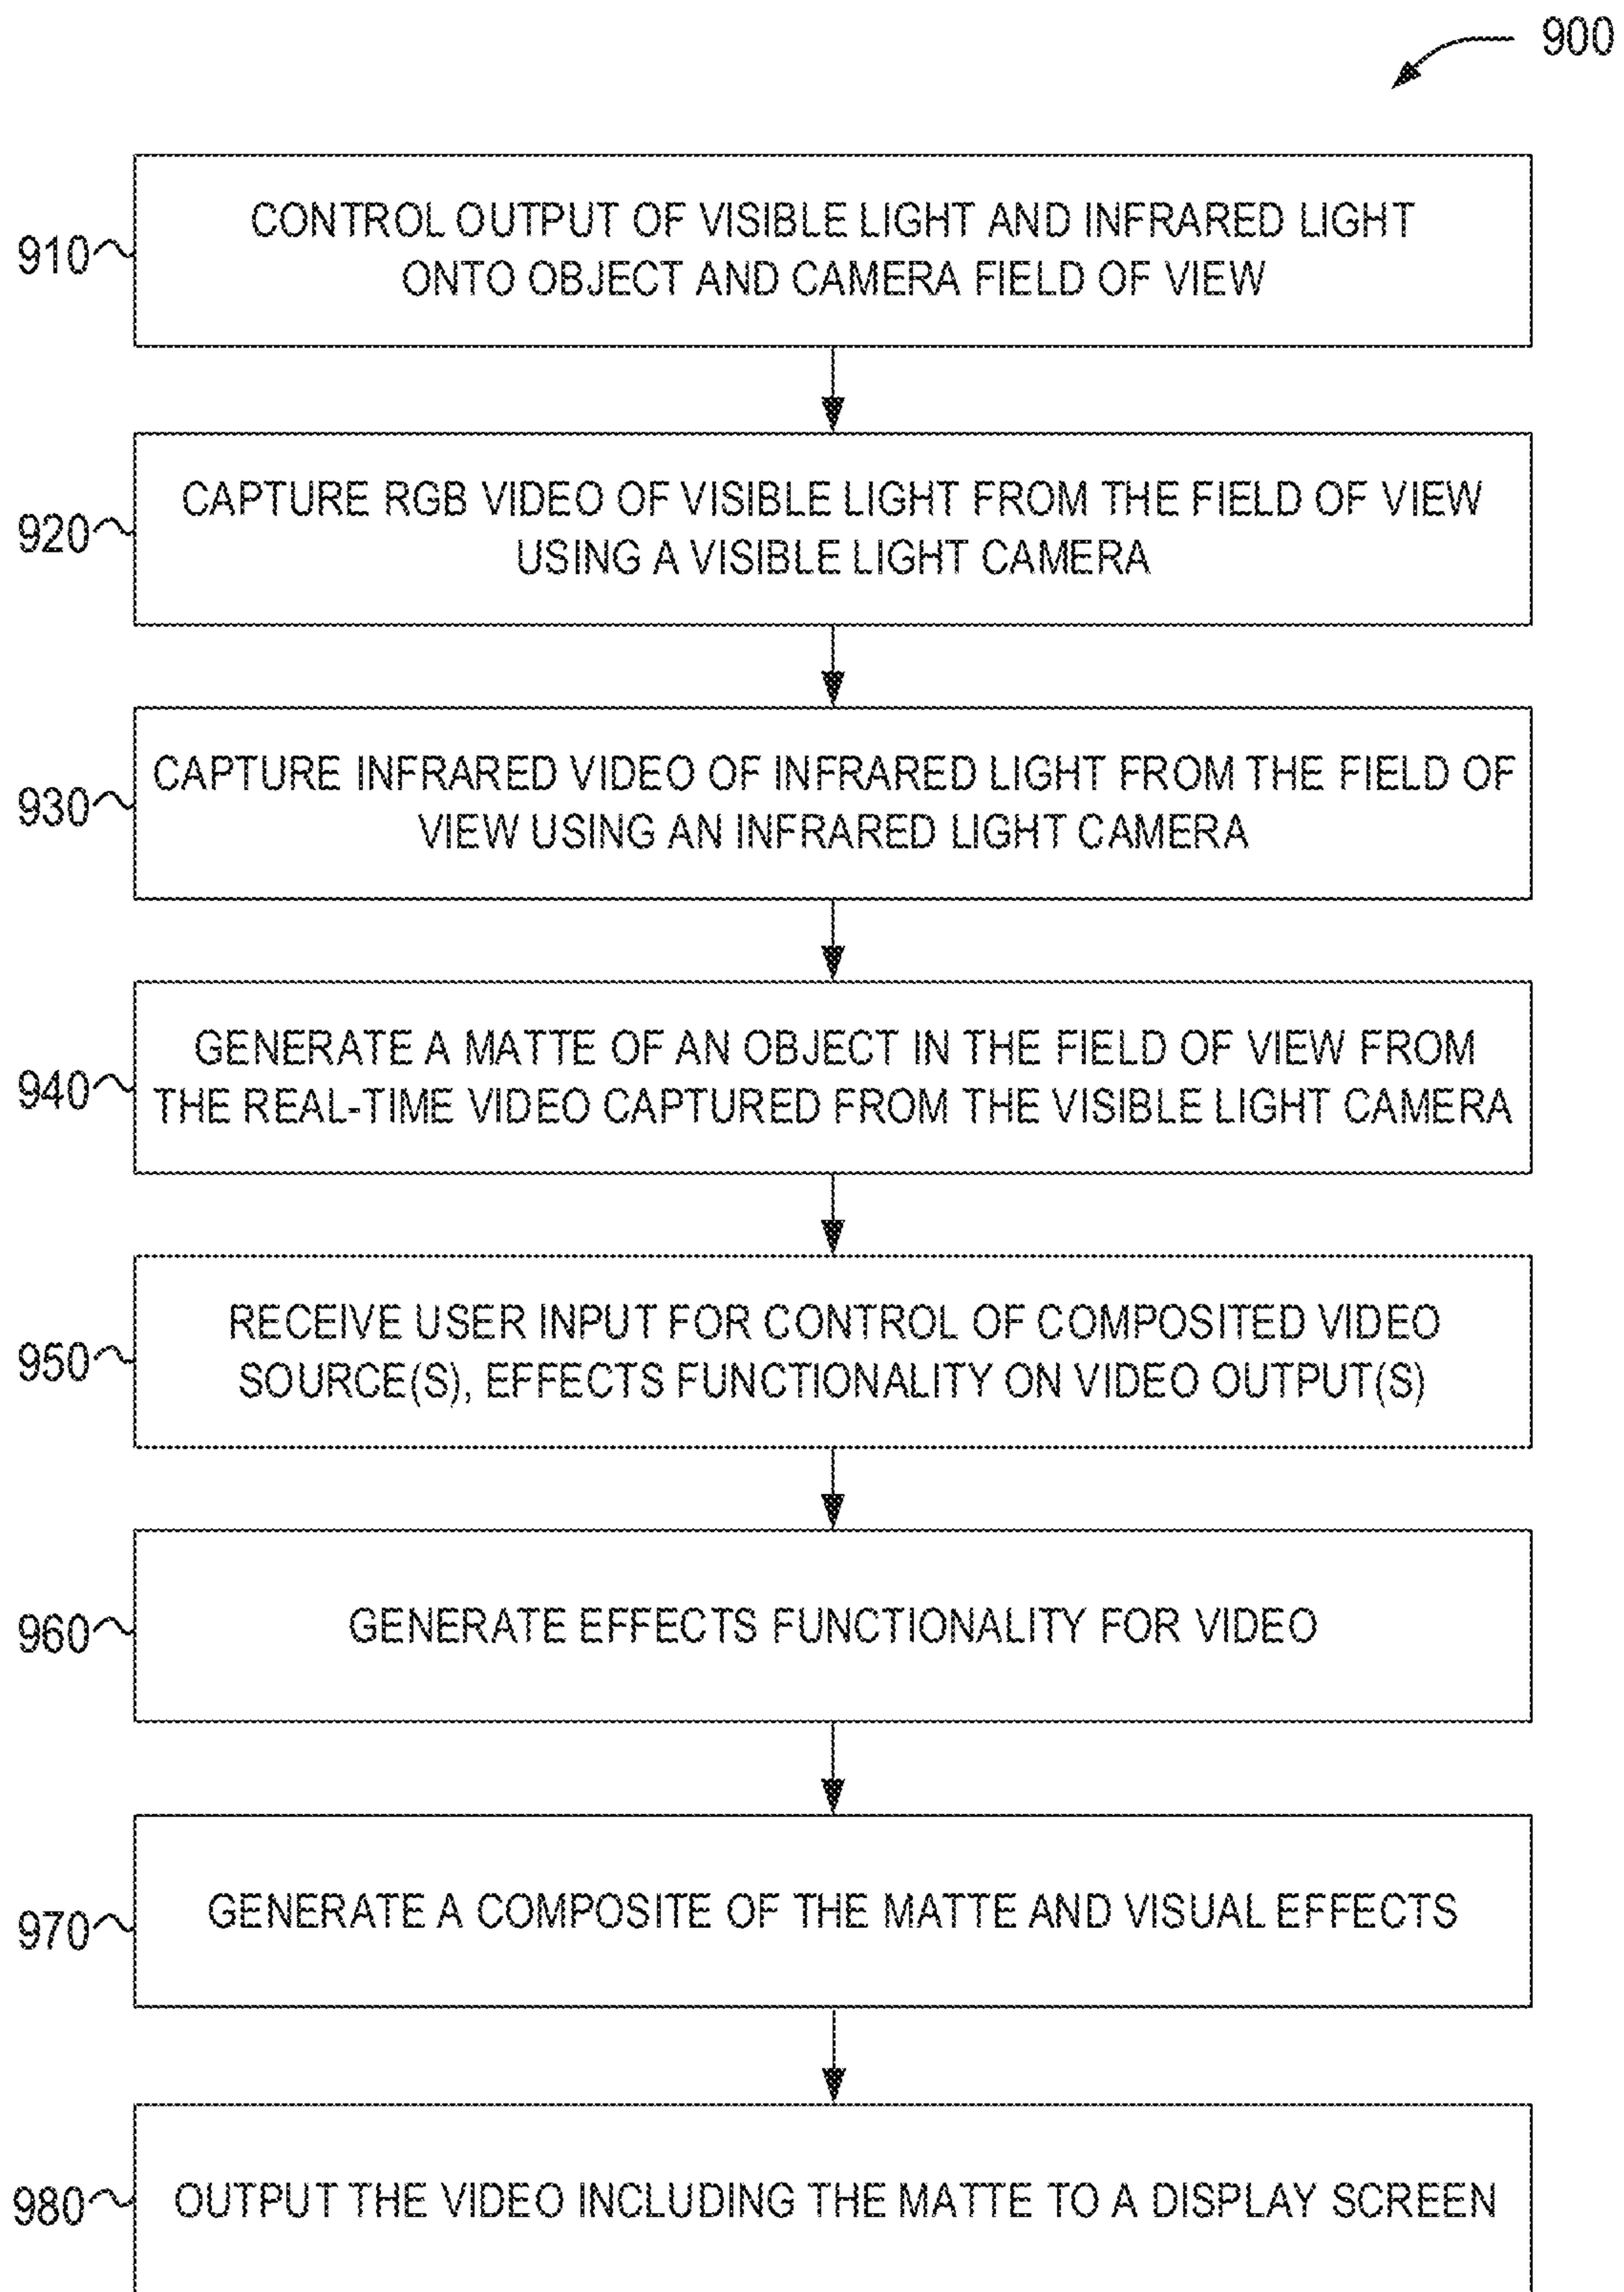 900
910
CONTROL OUTPUT OF VISIBLE LIGHT AND INFRARED LIGHT
ONTO OBJECT AND CAMERA FIELD OF VIEW
920
CAPTURE RGB VIDEO OF VISIBLE LIGHT FROM THE FIELD OF VIEW
USING A VISIBLE LIGHT CAMERA
930
CAPTURE INFRARED VIDEO OF INFRARED LIGHT FROM THE FIELD OF
VIEW USING AN INFRARED LIGHT CAMERA
940
GENERATE A MATTE OF AN OBJECT IN THE FIELD OF VIEW FROM
THE REAL-TIME VIDEO CAPTURED FROM THE VISIBLE LIGHT CAMERA
950
RECEIVE USER INPUT FOR CONTROL OF COMPOSITED VIDEO
SOURCE(S), EFFECTS FUNCTIONALITY ON VIDEO OUTPUT(S)
960
GENERATE EFFECTS FUNCTIONALITY FOR VIDEO
970
GENERATE A COMPOSITE OF THE MATTE AND VISUAL EFFECTS
980
OUTPUT THE VIDEO INCLUDING THE MATTE TO A DISPLAY SCREEN